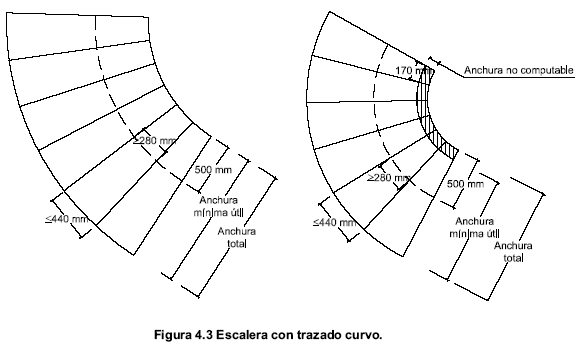 ≥280 mm
500 mm
≤440 mm
Anchura
mínima útil
Anchura
total
170 mm
Anchura no computable
≥280 mm
500 mm
≤440 mm
Anchura
mínima útil
Anchura
total
Figura 4.3 Escalera con trazado curvo.